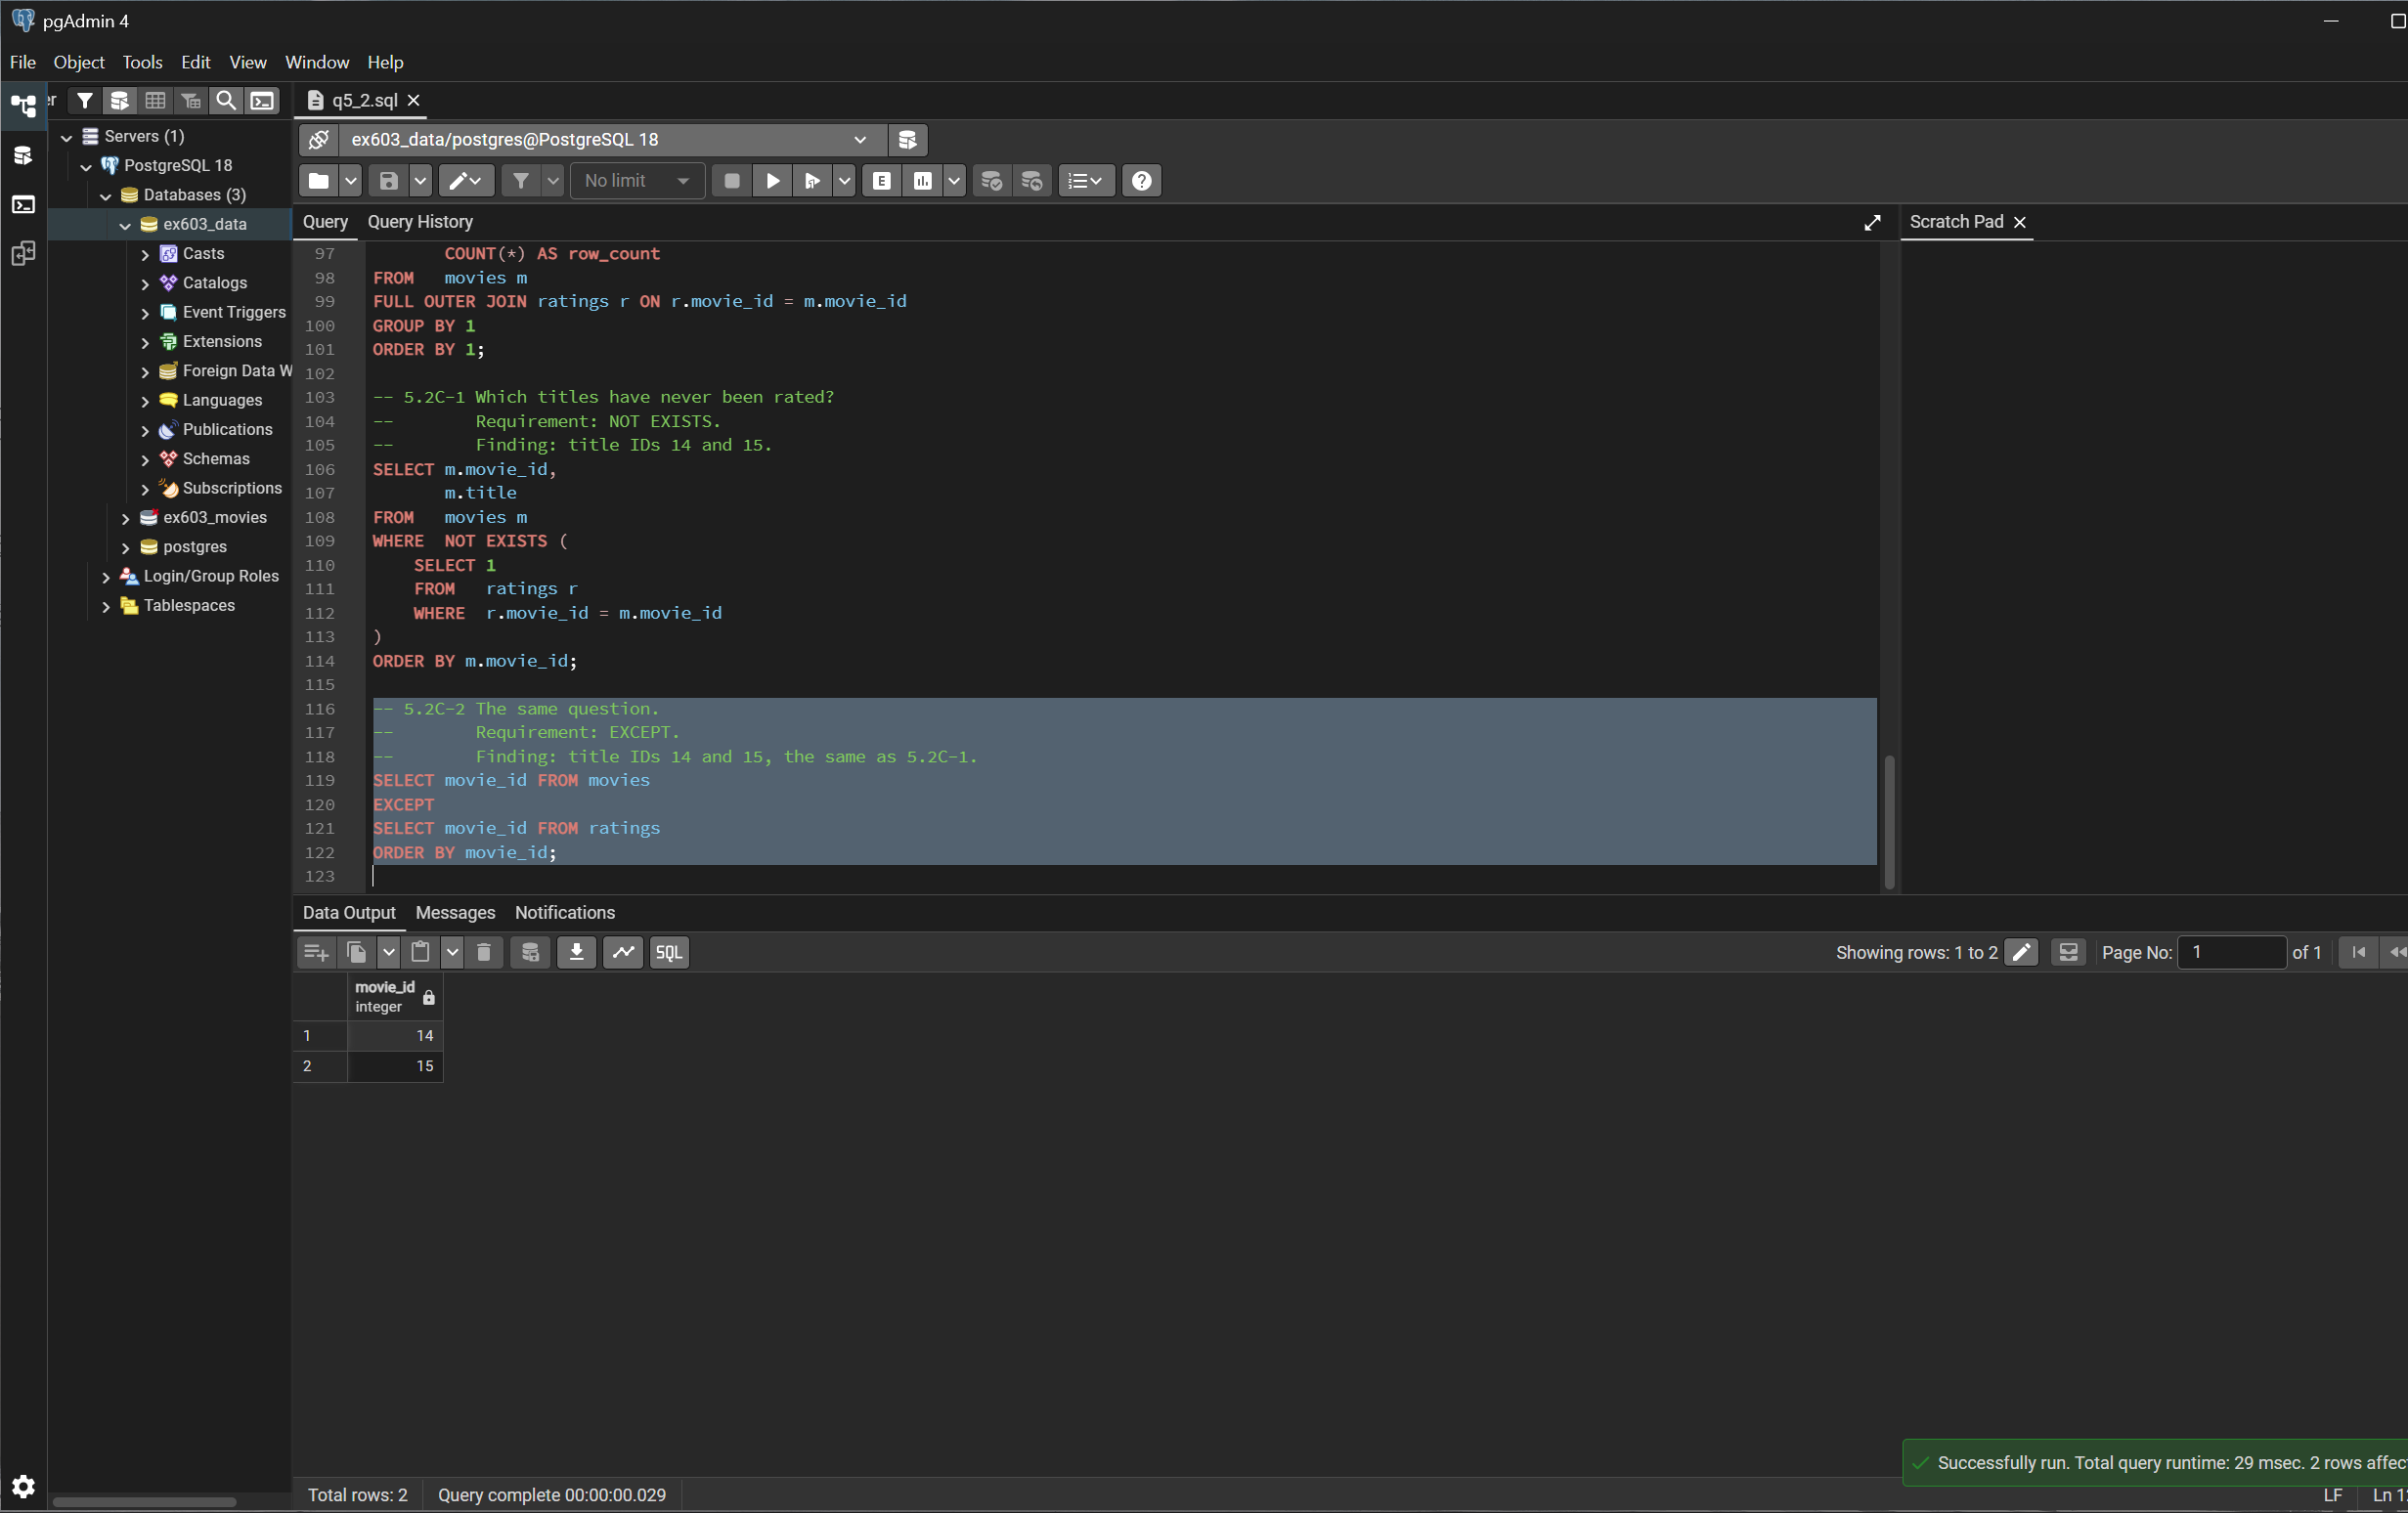 pgAdmin 4
File Object Tools Edit View Window Help
er
q5_2.sql
Servers (1)
PostgreSQL 18
Databases (3)
ex603_data
Casts
Catalogs
Event Triggers
Extensions
Foreign Data W
Languages
Publications
Schemas
Subscriptions
ex603_movies
postgres
Login/Group Roles
Tablespaces
ex603_data/postgres@PostgreSQL 18
No limit
E
Query Query History
Scratch Pad
97 COUNT(*) AS row_count
98 FROM movies m
99 FULL OUTER JOIN ratings r ON r.movie_id = m.movie_id
100 GROUP BY 1
101 ORDER BY 1;
102
103 -- 5.2C-1 Which titles have never been rated?
104 -- Requirement: NOT EXISTS.
105 -- Finding: title IDs 14 and 15.
106 SELECT m.movie_id,
107 m.title
108 FROM movies m
109 WHERE NOT EXISTS (
110 SELECT 1
111 FROM ratings r
112 WHERE r.movie_id = m.movie_id
113 )
114 ORDER BY m.movie_id;
115
116 -- 5.2C-2 The same question.
117 -- Requirement: EXCEPT.
118 -- Finding: title IDs 14 and 15, the same as 5.2C-1.
119 SELECT movie_id FROM movies
120 EXCEPT
121 SELECT movie_id FROM ratings
122 ORDER BY movie_id;
123
Data Output Messages Notifications
SQL
Showing rows: 1 to 2
Page No: 1 of 1
movie_id
integer
1 14
2 15
Successfully run. Total query runtime: 29 msec. 2 rows affec
Total rows: 2
Query complete 00:00:00.029
LF
Ln 1